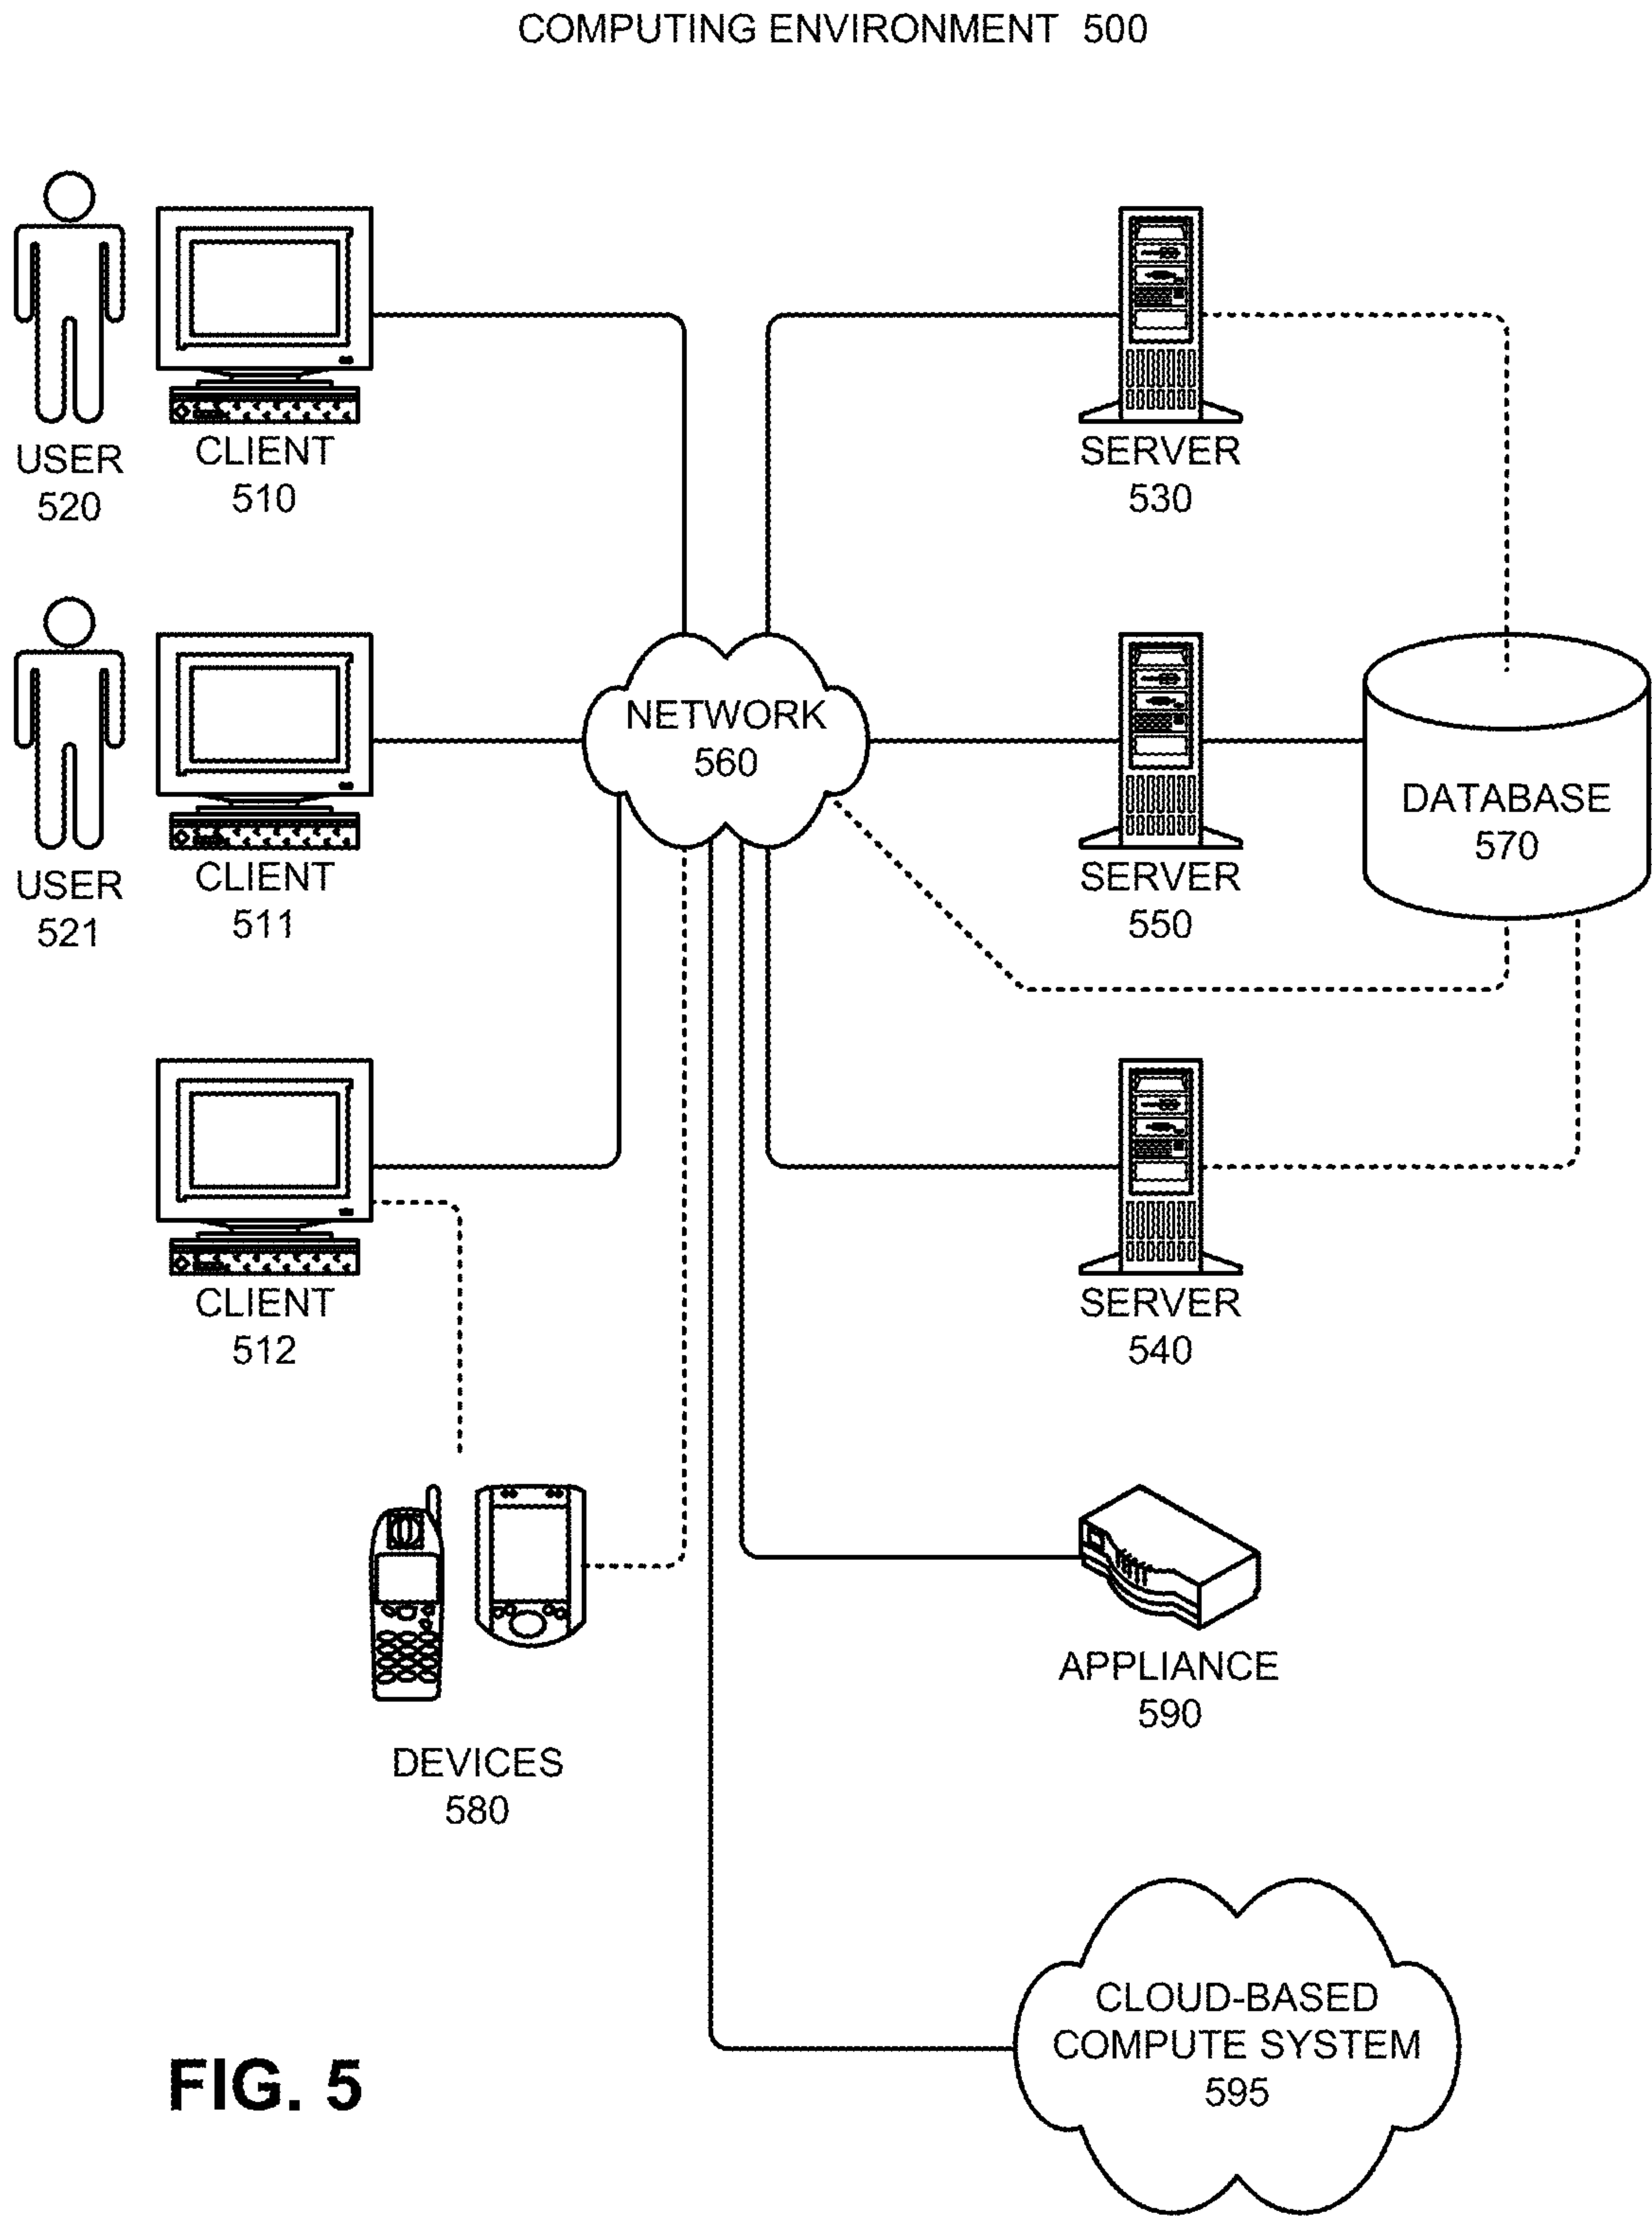 COMPUTING ENVIRONMENT 500
USER
520
CLIENT
510
SERVER
530
NETWORK
560
DATABASE
570
USER
521
CLIENT
511
SERVER
550
CLIENT
512
SERVER
540
DEVICES
580
APPLIANCE
590
CLOUD-BASED
COMPUTE SYSTEM
595
FIG. 5